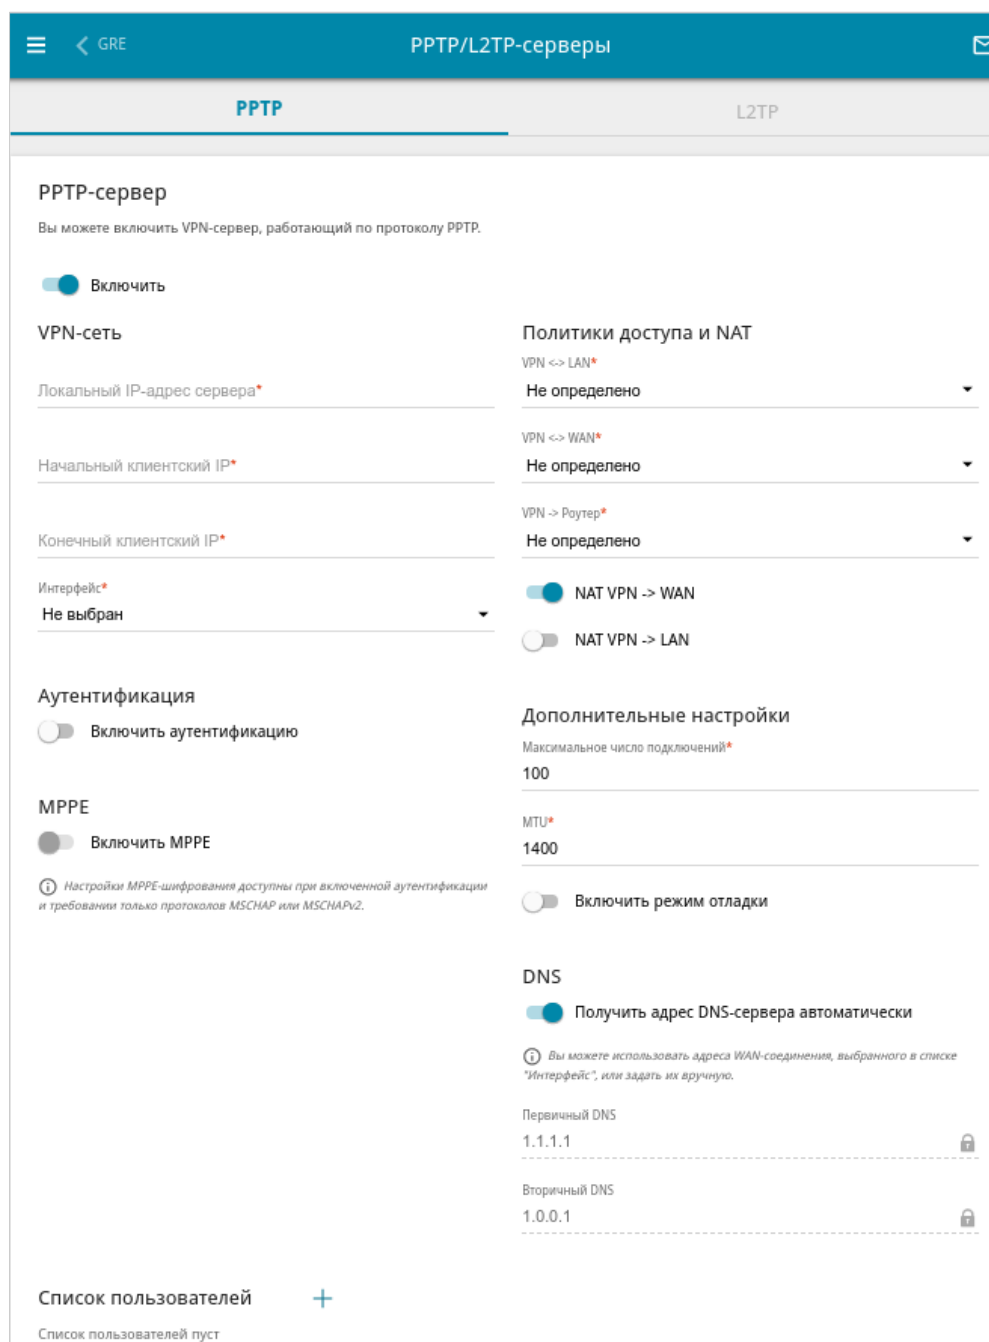 GRE
PPTP/L2TP-серверы
PPTP
L2TP
PPTP-сервер
Вы можете включить VPN-сервер, работающий по протоколу PPTP.
Включить
VPN-сеть
Локальный IP-адрес сервера*
Начальный клиентский IP*
Конечный клиентский IP*
Интерфейс*
Не выбран
Аутентификация
Включить аутентификацию
MPPE
Включить MPPE
Настройки MPPE-шифрования доступны при включенной аутентификации
и требовании только протоколов MSCHAP или MSCHAPv2.
Политики доступа и NAT
VPN <-> LAN*
Не определено
VPN <-> WAN*
Не определено
VPN -> Роутер*
Не определено
NAT VPN -> WAN
NAT VPN -> LAN
Дополнительные настройки
Максимальное число подключений*
100
MTU*
1400
Включить режим отладки
DNS
Получить адрес DNS-сервера автоматически
Вы можете использовать адреса WAN-соединения, выбранного в списке
"Интерфейс", или задать их вручную.
Первичный DNS
1.1.1.1
Вторичный DNS
1.0.0.1
Список пользователей
Список пользователей пуст